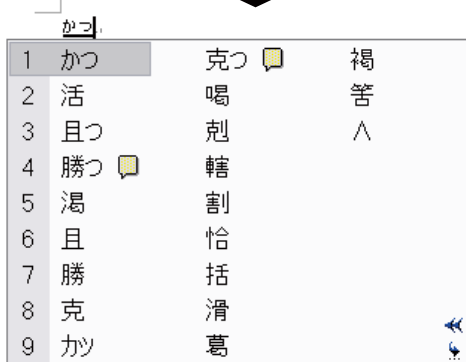 かつ
1 かつ 克つ 褐
2 活 喝 筈
3 且つ 剋 ∧
4 勝つ 轄
5 渇 割
6 且 恰
7 勝 括
8 克 滑
9 カツ 葛